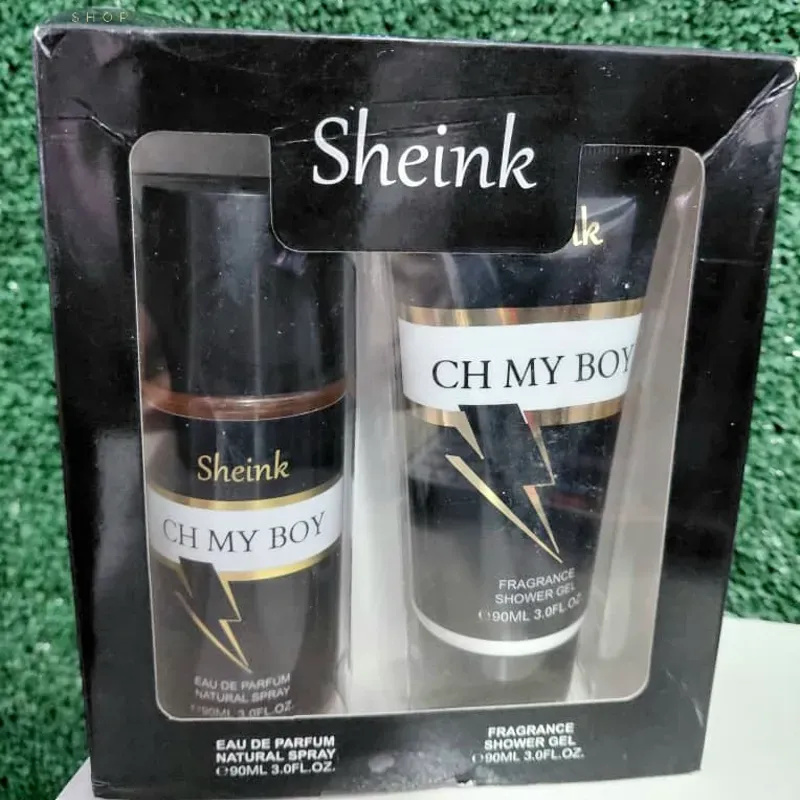 SHOP
Sheink
Sheink
CH MY BOY
EAU DE PARFUM
NATURAL SPRAY
℮90ML 3.0FL.OZ.
nk
CH MY BOY
FRAGRANCE
SHOWER GEL
℮90ML 3.0FL.OZ.
EAU DE PARFUM
NATURAL SPRAY
℮90ML 3.0FL.OZ.
FRAGRANCE
SHOWER GEL
℮90ML 3.0FL.OZ.